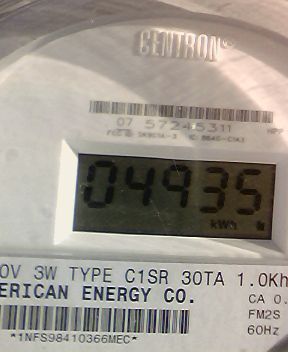 CENTRON®
07 57245311
04935
kWh
0V 3W TYPE C1SR 30TA 1.0Kh
ERICAN ENERGY CO.
CA 0.
FM2S
60Hz
*1NFS98410366MEC*